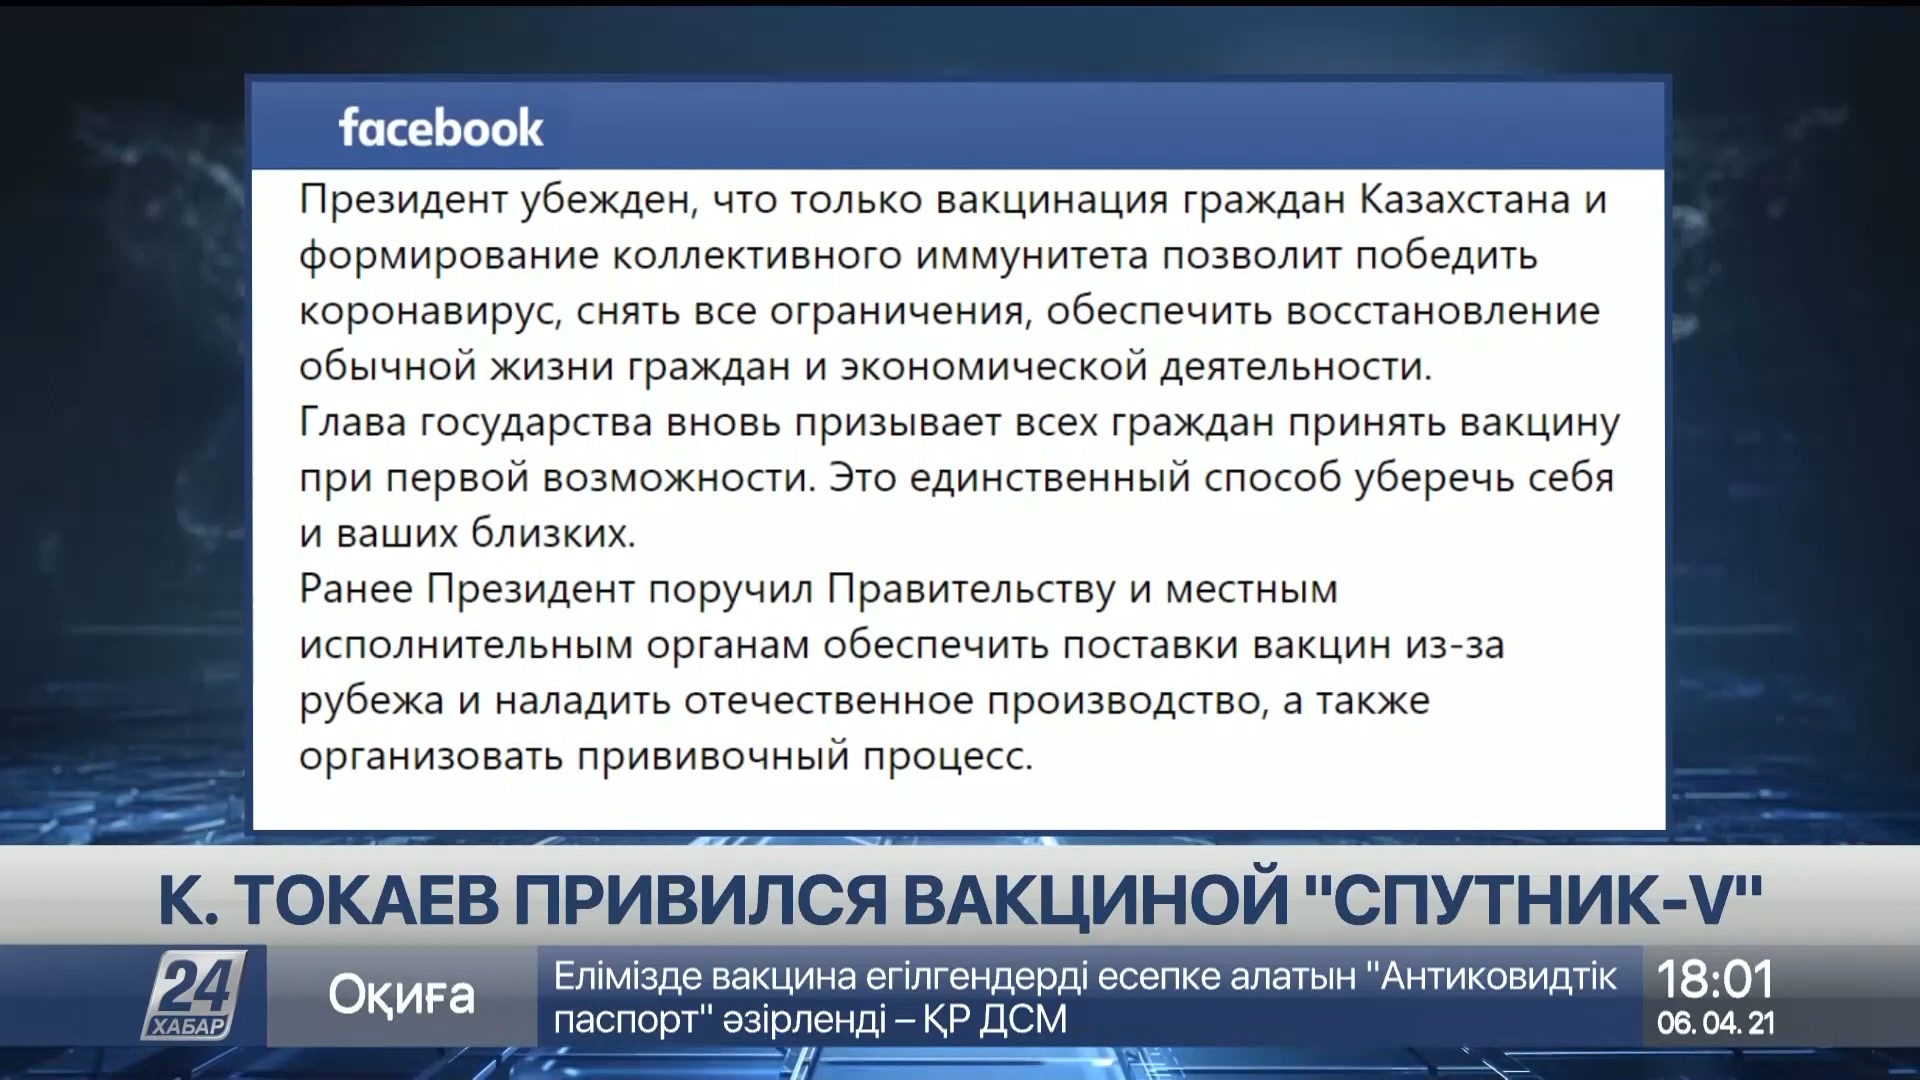 facebook
Президент убежден, что только вакцинация граждан Казахстана и
формирование коллективного иммунитета позволит победить
коронавирус, снять все ограничения, обеспечить восстановление
обычной жизни граждан и экономической деятельности.
Глава государства вновь призывает всех граждан принять вакцину
при первой возможности. Это единственный способ уберечь себя
и ваших близких.
Ранее Президент поручил Правительству и местным
исполнительным органам обеспечить поставки вакцин из-за
рубежа и наладить отечественное производство, а также
организовать прививочный процесс.
К. ТОКАЕВ ПРИВИЛСЯ ВАКЦИНОЙ "СПУТНИК-V"
24
ХАБАР
Оқиға
Елімізде вакцина егілгендерді есепке алатын "Антиковидтік
паспорт" әзірленді – ҚР ДСМ
18:01
06. 04. 21